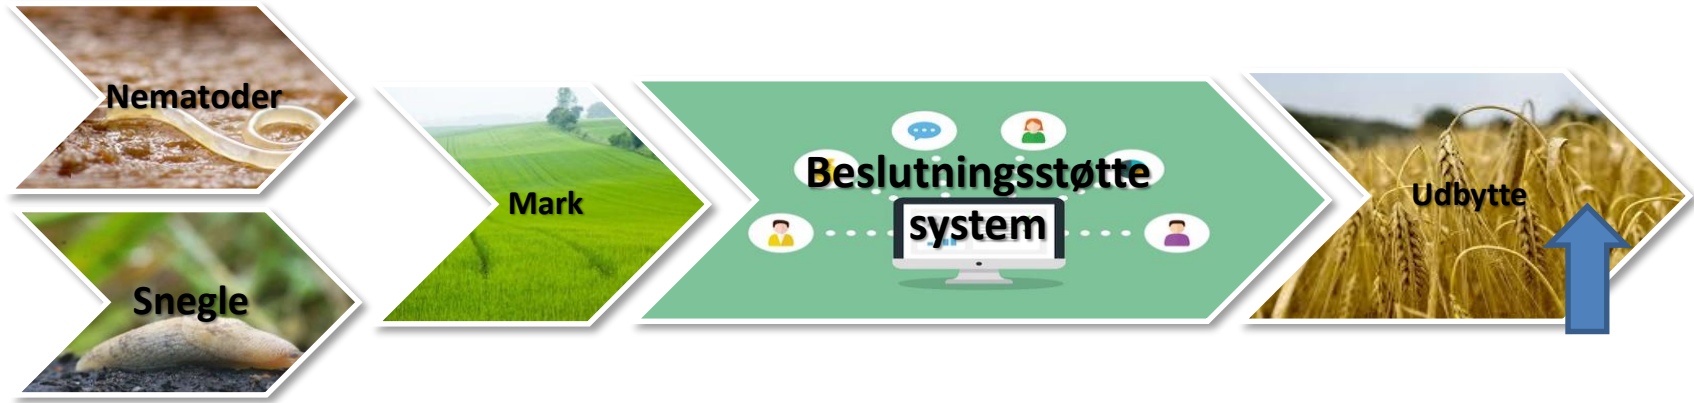 Nematoder
Snegle
Mark
Beslutningsstøtte
system
Udbytte